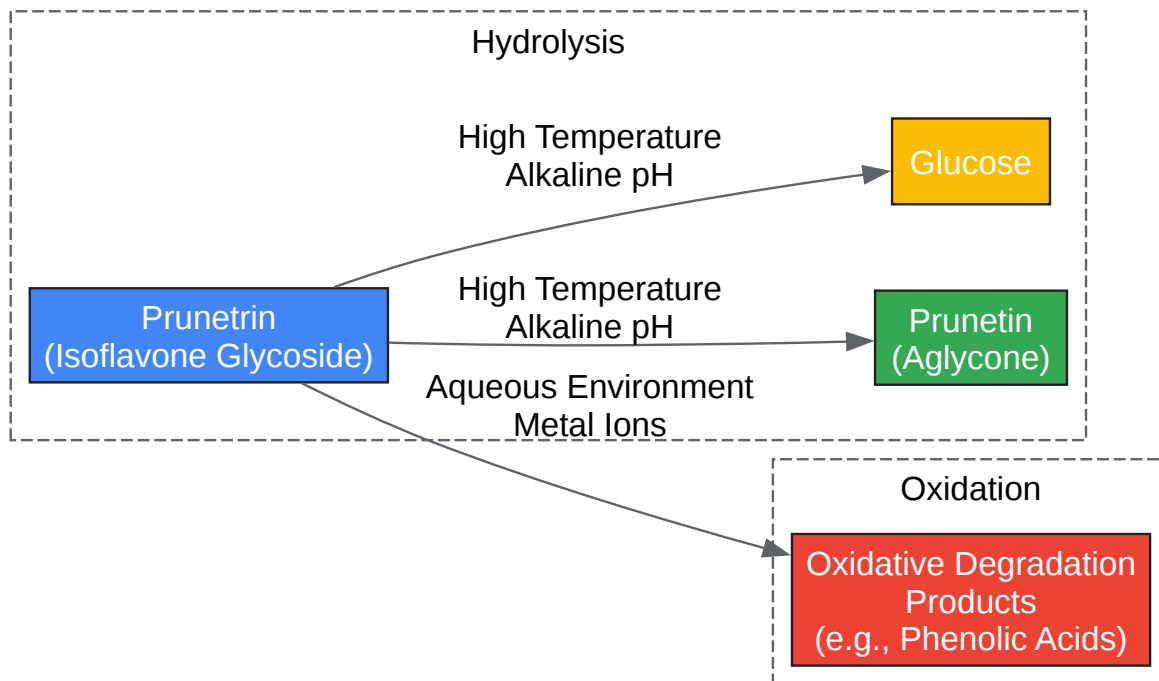 Hydrolysis
High Temperature
Alkaline pH
Glucose
High Temperature
Alkaline pH
Prunetrin
(Isoflavone Glycoside)
Prunetin
(Aglycone)
Aqueous Environment
Metal Ions
Oxidation
Oxidative Degradation
Products
(e.g., Phenolic Acids)